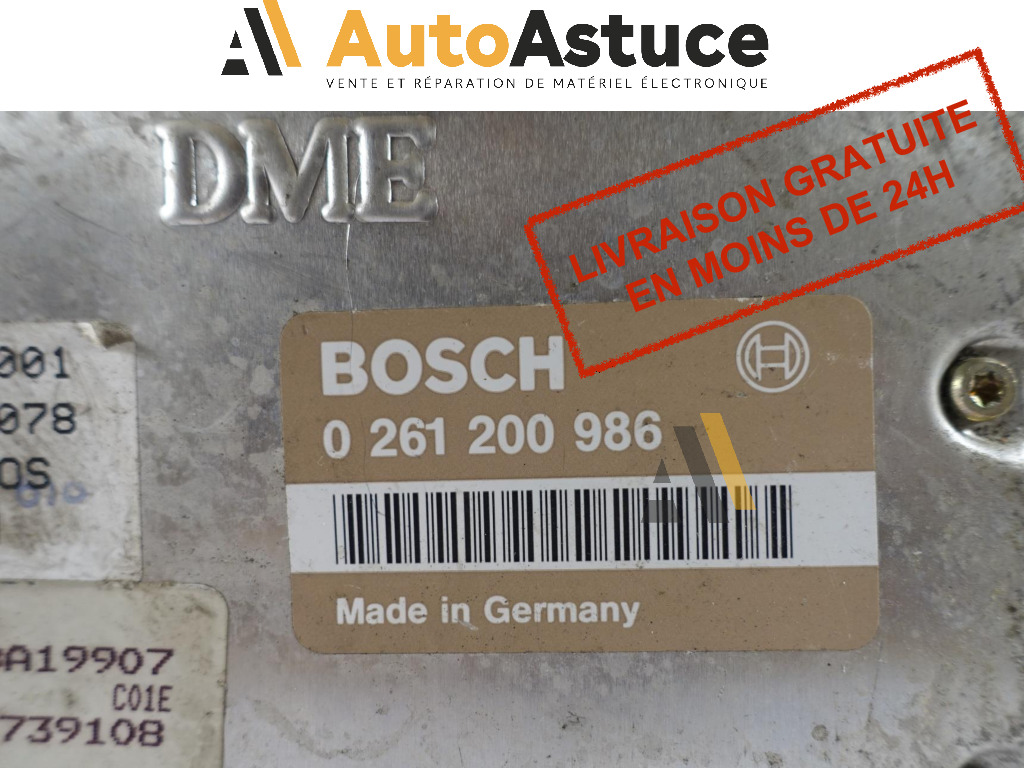 AutoAstuce
VENTE ET RÉPARATION DE MATÉRIEL ÉLECTRONIQUE
LIVRAISON GRATUITE
EN MOINS DE 24H
DME
BOSCH
0 261 200 986
Made in Germany
001
078
OS
A19907
C01E
739108